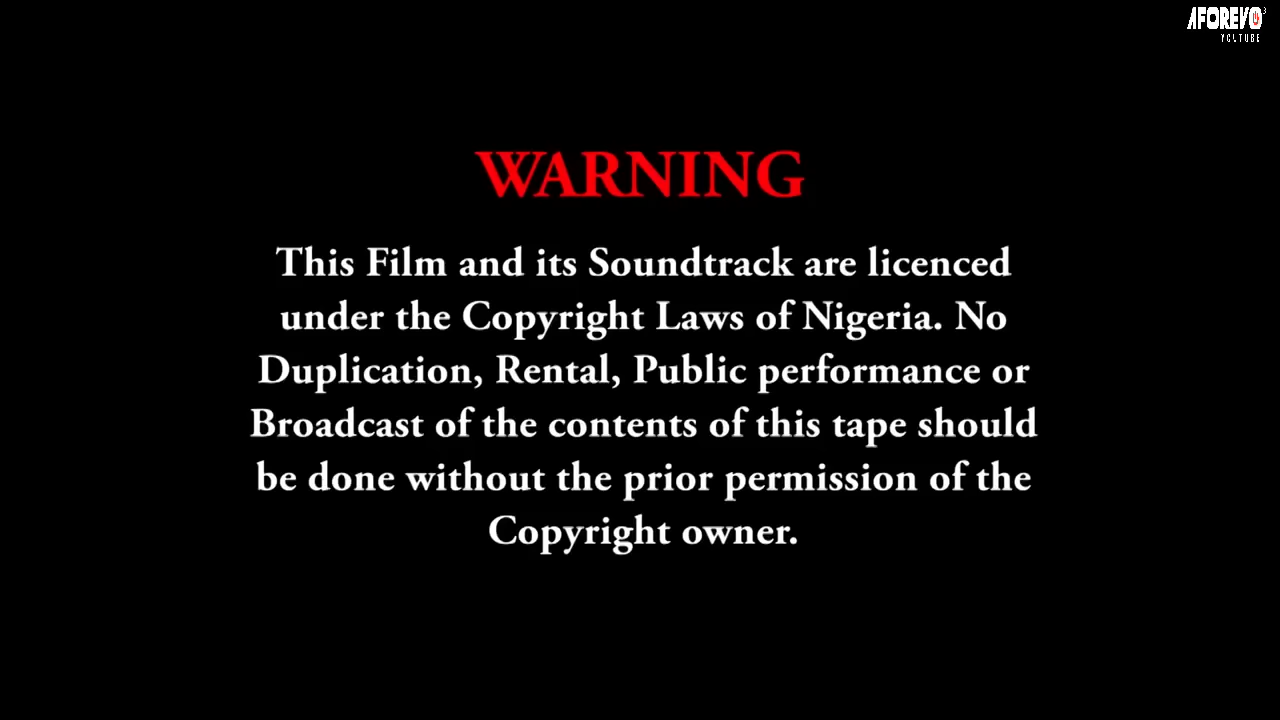 AFOREVO
YOUTUBE
WARNING
This Film and its Soundtrack are licenced
under the Copyright Laws of Nigeria. No
Duplication, Rental, Public performance or
Broadcast of the contents of this tape should
be done without the prior permission of the
Copyright owner.